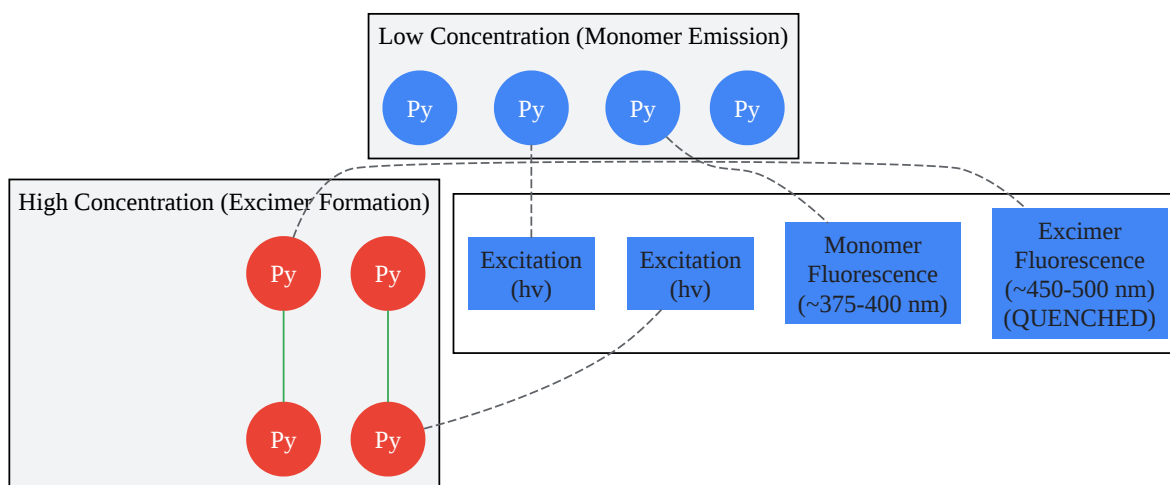 Low Concentration (Monomer Emission)
Py Py Py Py
High Concentration (Excimer Formation)
Py Py
Py Py
Excitation
(hv)
Excitation
(hv)
Monomer
Fluorescence
(~375-400 nm)
Excimer
Fluorescence
(~450-500 nm)
(QUENCHED)